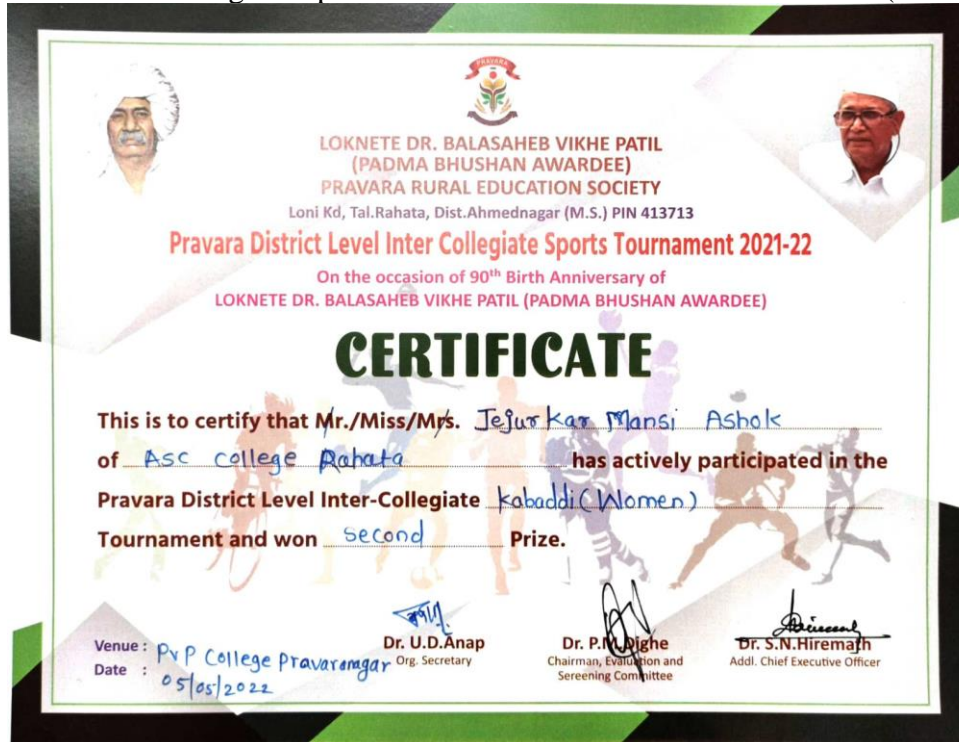 PRAVARA
LOKNETE DR. BALASAHEB VIKHE PATIL
(PADMA BHUSHAN AWARDEE)
PRAVARA RURAL EDUCATION SOCIETY
Loni Kd, Tal.Rahata, Dist.Ahmednagar (M.S.) PIN 413713
Pravara District Level Inter Collegiate Sports Tournament 2021-22
On the occasion of 90th Birth Anniversary of
LOKNETE DR. BALASAHEB VIKHE PATIL (PADMA BHUSHAN AWARDEE)
CERTIFICATE
This is to certify that Mr./Miss/Mrs. Jejurkar Mansi Ashok
of Asc college Rahata has actively participated in the
Pravara District Level Inter-Collegiate Kabaddi (Women)
Tournament and won second Prize.
Venue : PVP College Pravaranagar
Date : 05/05/2022
Dr. U.D.Anap
Org. Secretary
Dr. P.M.Dighe
Chairman, Evaluation and
Sereening Committee
Dr. S.N.Hiremath
Addl. Chief Executive Officer